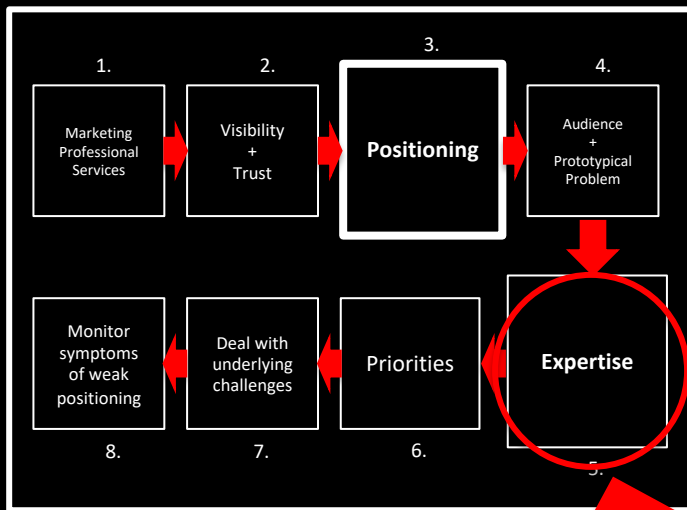 1.
Marketing
Professional
Services
2.
Visibility
+
Trust
3.
Positioning
4.
Audience
+
Prototypical
Problem
5.
Expertise
6.
Priorities
7.
Deal with
underlying
challenges
8.
Monitor
symptoms
of weak
positioning